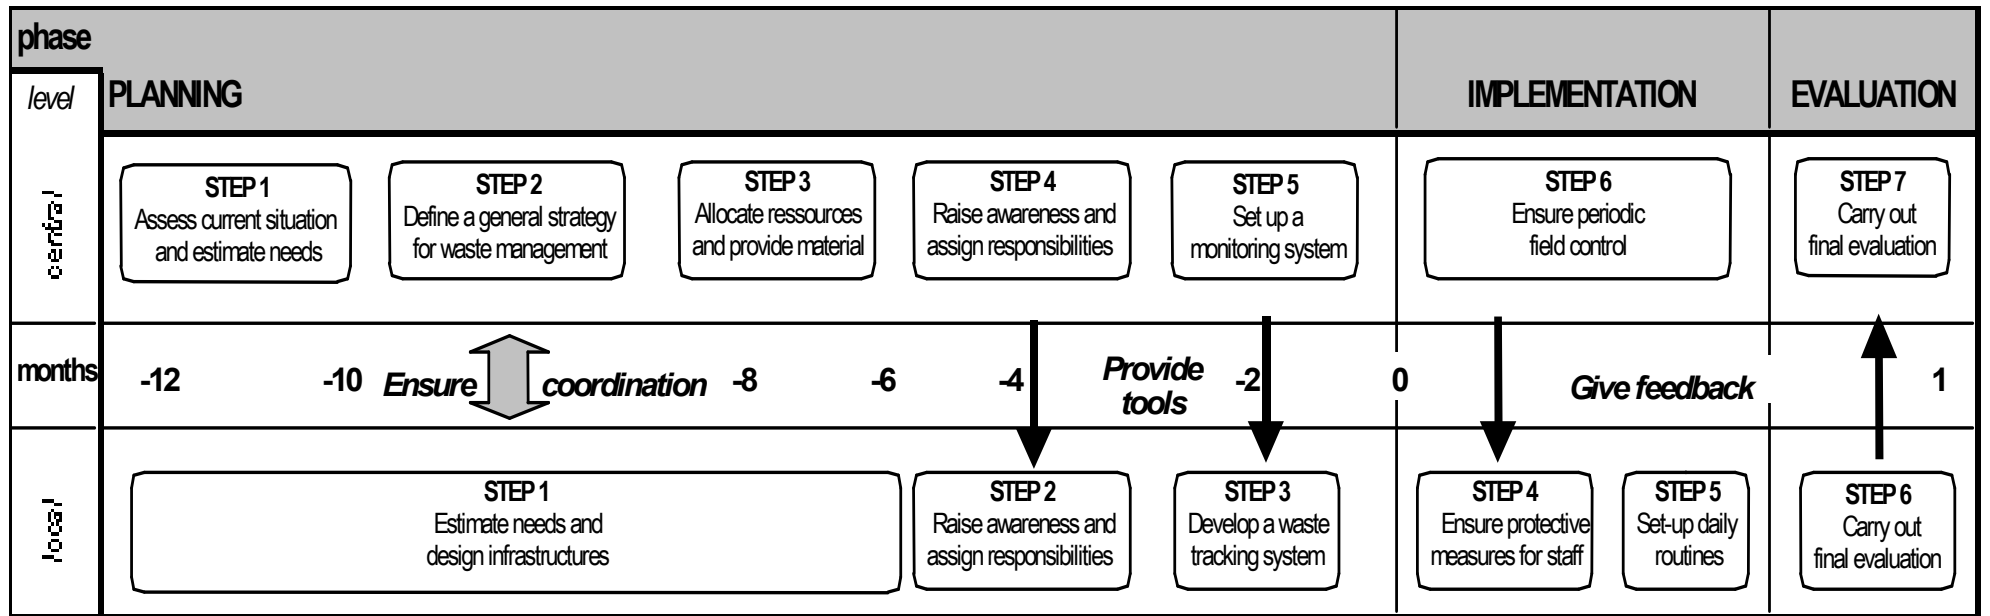 phase
level
PLANNING
IMPLEMENTATION
EVALUATION
central
STEP 1
Assess current situation
and estimate needs
STEP 2
Define a general strategy
for waste management
STEP 3
Allocate ressources
and provide material
STEP 4
Raise awareness and
assign responsibilities
STEP 5
Set up a
monitoring system
STEP 6
Ensure periodic
field control
STEP 7
Carry out
final evaluation
months
-12
-10
Ensure coordination
-8
-6
-4
Provide
tools
-2
0
Give feedback
1
local
STEP 1
Estimate needs and
design infrastructures
STEP 2
Raise awareness and
assign responsibilities
STEP 3
Develop a waste
tracking system
STEP 4
Ensure protective
measures for staff
STEP 5
Set-up daily
routines
STEP 6
Carry out
final evaluation